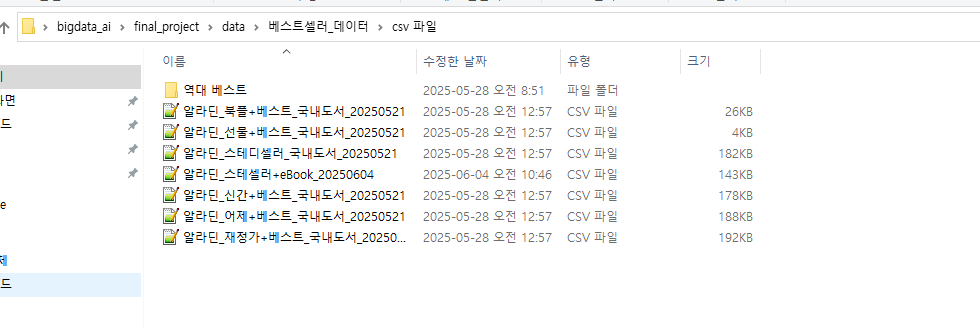 bigdata_ai > final_project > data > 베스트셀러_데이터 > csv 파일
이름 수정한 날짜 유형 크기
역대 베스트 2025-05-28 오전 8:51 파일 폴더
알라딘_북플+베스트_국내도서_20250521 2025-05-28 오전 12:57 CSV 파일 26KB
알라딘_선물+베스트_국내도서_20250521 2025-05-28 오전 12:57 CSV 파일 4KB
알라딘_스테디셀러_국내도서_20250521 2025-05-28 오전 12:57 CSV 파일 182KB
알라딘_스테셀러+eBook_20250604 2025-06-04 오전 10:46 CSV 파일 143KB
알라딘_신간+베스트_국내도서_20250521 2025-05-28 오전 12:57 CSV 파일 178KB
알라딘_어제+베스트_국내도서_20250521 2025-05-28 오전 12:57 CSV 파일 188KB
알라딘_재정가+베스트_국내도서_20250... 2025-05-28 오전 12:57 CSV 파일 192KB
드
e
제
드